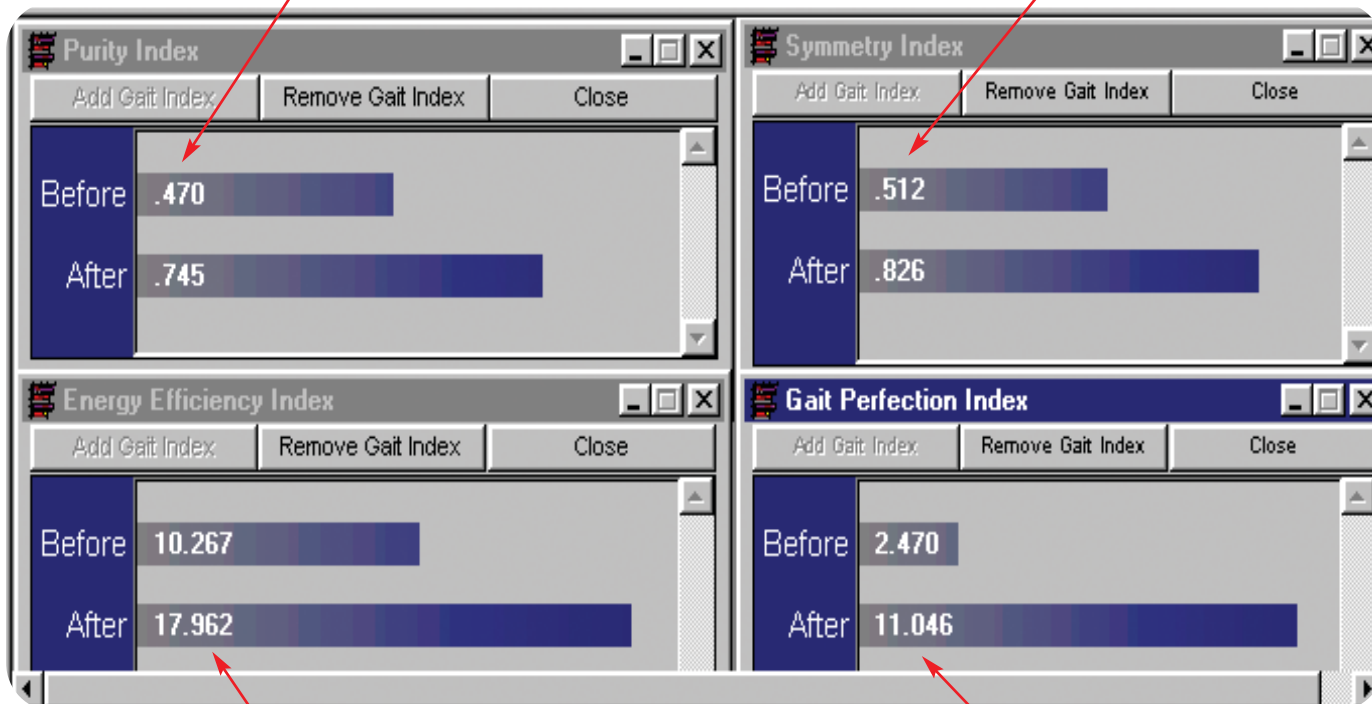 Purity Index
Add Gait Index Remove Gait Index Close
Before .470
After .745
Symmetry Index
Add Gait Index Remove Gait Index Close
Before .512
After .826
Energy Efficiency Index
Add Gait Index Remove Gait Index Close
Before 10.267
After 17.962
Gait Perfection Index
Add Gait Index Remove Gait Index Close
Before 2.470
After 11.046